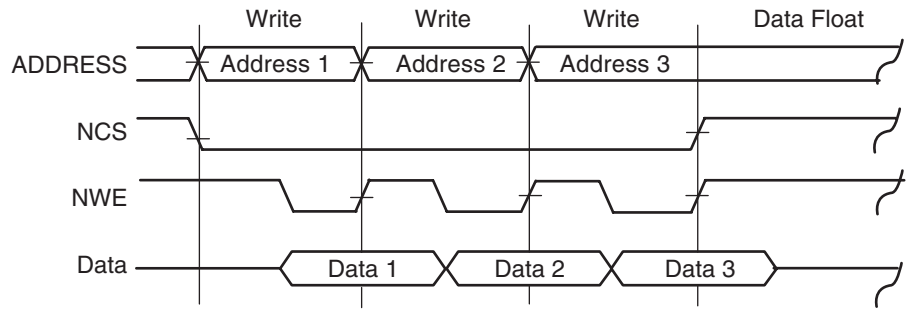 Write Write Write Data Float
ADDRESS Address 1 Address 2 Address 3
NCS
NWE
Data Data 1 Data 2 Data 3